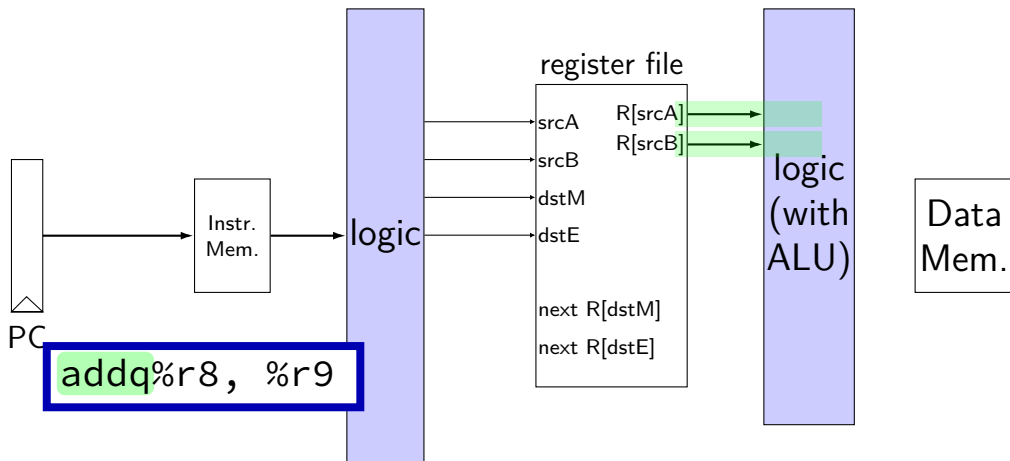 register file
srcA
R[srcA]
srcB
R[srcB]
dstM
dstE
next R[dstM]
next R[dstE]
PC
Instr.
Mem.
logic
logic
(with
ALU)
Data
Mem.
addq%r8, %r9